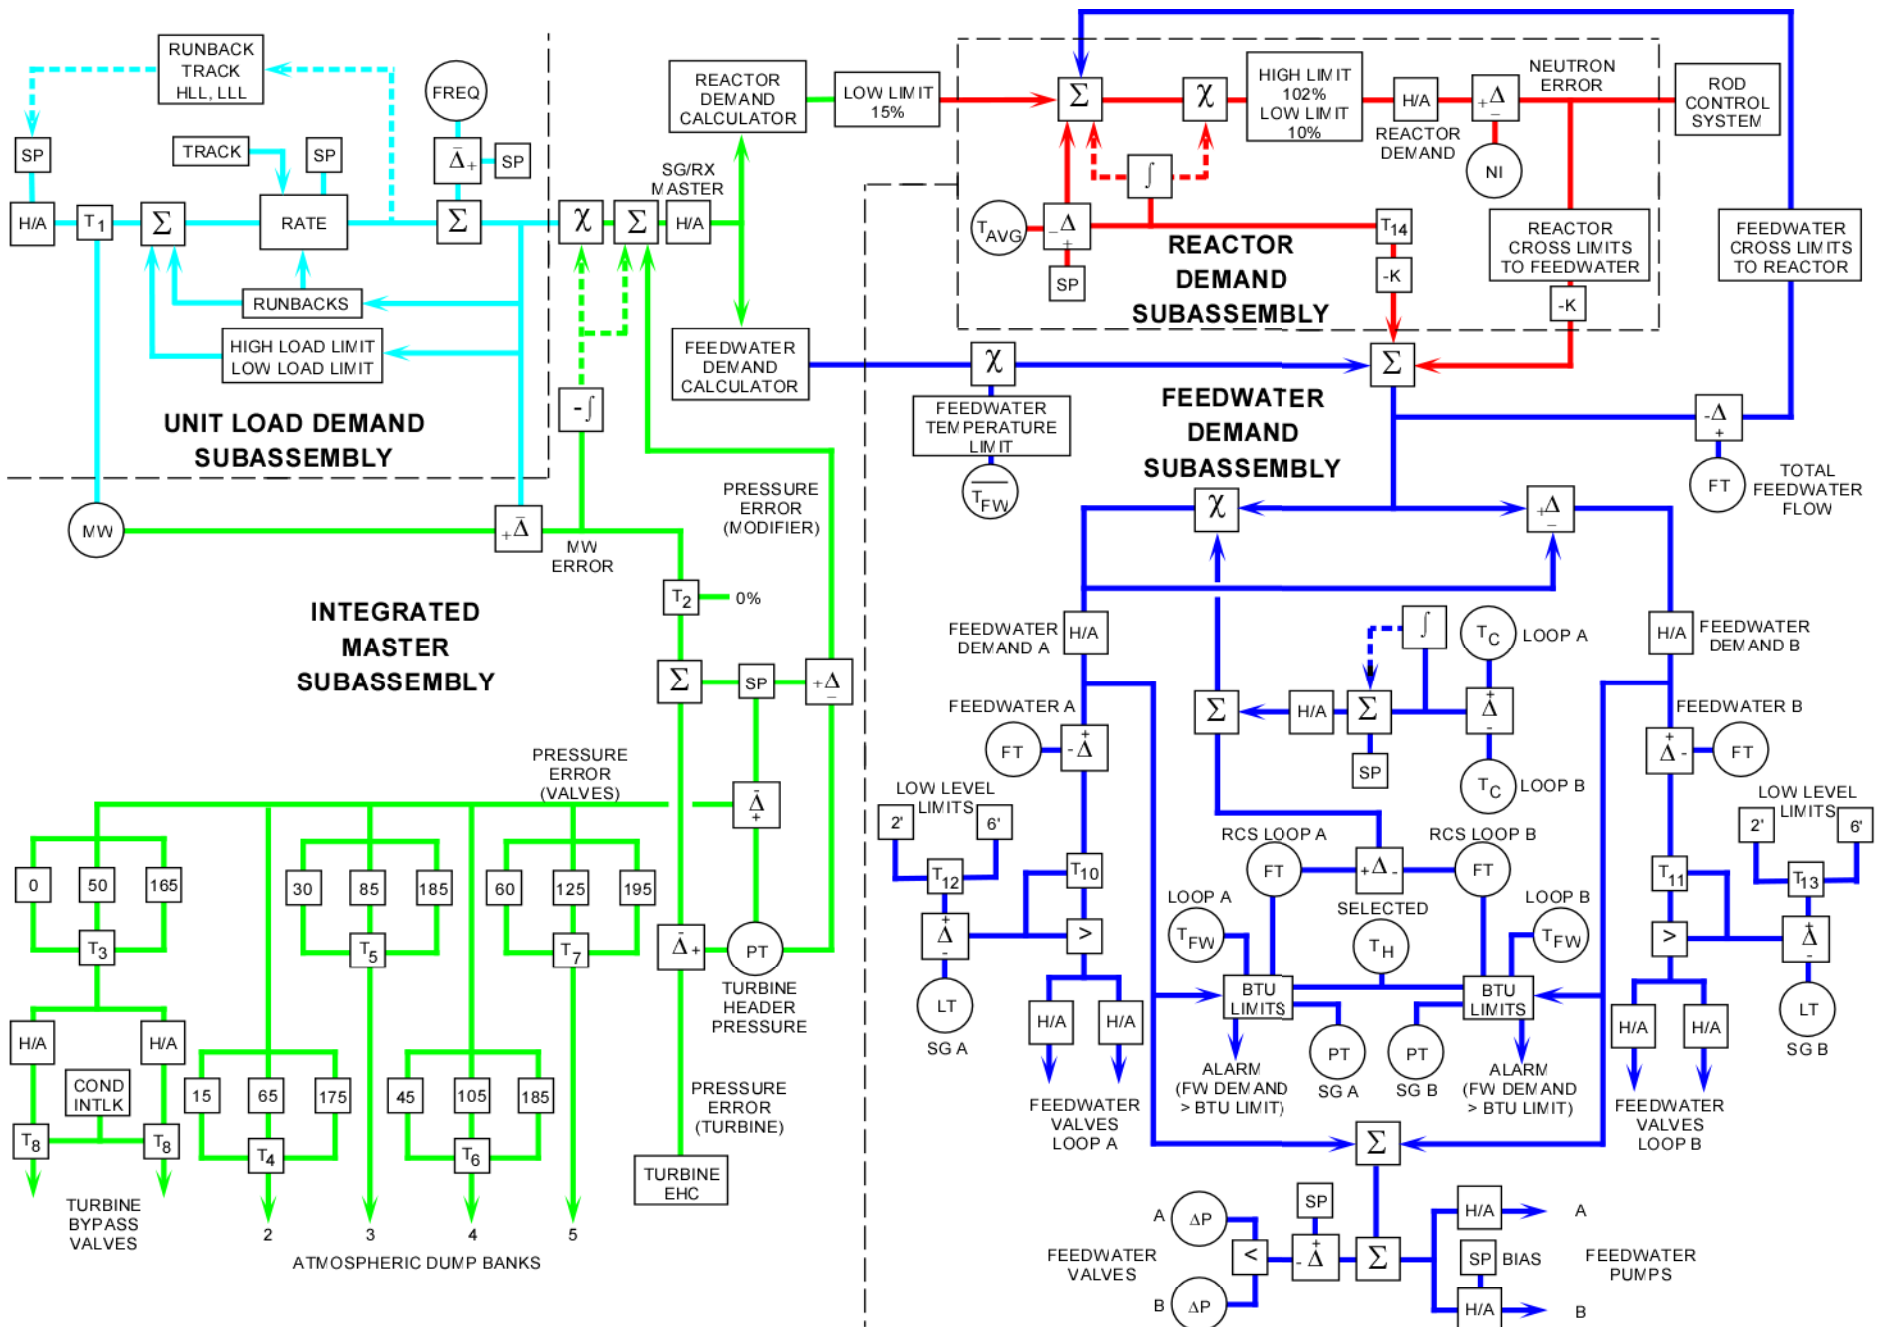 RUNBACK
TRACK
HLL, LLL
FREQ
SP
TRACK
SP
Δ̄ +
SP
H/A
T1
Σ
RATE
Σ
RUNBACKS
HIGH LOAD LIMIT
LOW LOAD LIMIT
UNIT LOAD DEMAND
SUBASSEMBLY
REACTOR
DEMAND
CALCULATOR
LOW LIMIT
15%
SG/RX
MASTER
χ
Σ
H/A
FEEDWATER
DEMAND
CALCULATOR
-∫
Σ
χ
HIGH LIMIT
102%
LOW LIMIT
10%
H/A
REACTOR
DEMAND
+Δ-
NEUTRON
ERROR
NI
ROD
CONTROL
SYSTEM
∫
TAVG
-Δ+
SP
T14
-K
REACTOR
DEMAND
SUBASSEMBLY
REACTOR
CROSS LIMITS
TO FEEDWATER
-K
FEEDWATER
CROSS LIMITS
TO REACTOR
χ
Σ
FEEDWATER
TEMPERATURE
LIMIT
TFW
FEEDWATER
DEMAND
SUBASSEMBLY
-Δ+
FT
TOTAL
FEEDWATER
FLOW
MW
+Δ̄
MW
ERROR
PRESSURE
ERROR
(MODIFIER)
T2
0%
INTEGRATED
MASTER
SUBASSEMBLY
Σ
SP
+Δ-
PRESSURE
ERROR
(VALVES)
Δ̄+
0
50
165
T3
30
85
185
T5
60
125
195
T7
Δ̄+
PT
TURBINE
HEADER
PRESSURE
H/A
H/A
COND
INTLK
T8
T8
15
65
175
T4
45
105
185
T6
PRESSURE
ERROR
(TURBINE)
TURBINE
EHC
TURBINE
BYPASS
VALVES
2
3
4
5
ATMOSPHERIC DUMP BANKS
χ
+Δ-
FEEDWATER
DEMAND A
H/A
∫
TC
LOOP A
H/A
FEEDWATER
DEMAND B
Σ
H/A
Σ
+Δ-
SP
TC
LOOP B
FEEDWATER A
FT
-Δ+
FEEDWATER B
+Δ-
FT
LOW LEVEL
LIMITS
2'
6'
T12
T10
+Δ-
>
LT
SG A
H/A
H/A
FEEDWATER
VALVES
LOOP A
RCS LOOP A
RCS LOOP B
FT
+Δ-
FT
LOOP A
TFW
SELECTED
TH
LOOP B
TFW
BTU
LIMITS
BTU
LIMITS
PT
SG A
PT
SG B
ALARM
(FW DEMAND
> BTU LIMIT)
ALARM
(FW DEMAND
> BTU LIMIT)
LOW LEVEL
LIMITS
2'
6'
T11
T13
>
+Δ-
LT
SG B
H/A
H/A
FEEDWATER
VALVES
LOOP B
Σ
FEEDWATER
VALVES
A
ΔP
B
ΔP
<
SP
-Δ+
Σ
H/A
A
SP
BIAS
FEEDWATER
PUMPS
H/A
B